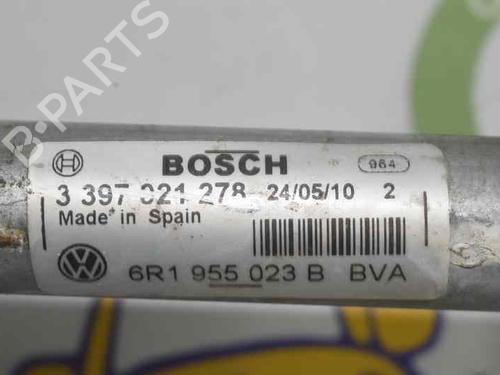 B-PARTS
BOSCH 964
3 397 021 278 24/05/10 2
Made in Spain
6R1 955 023 B BVA